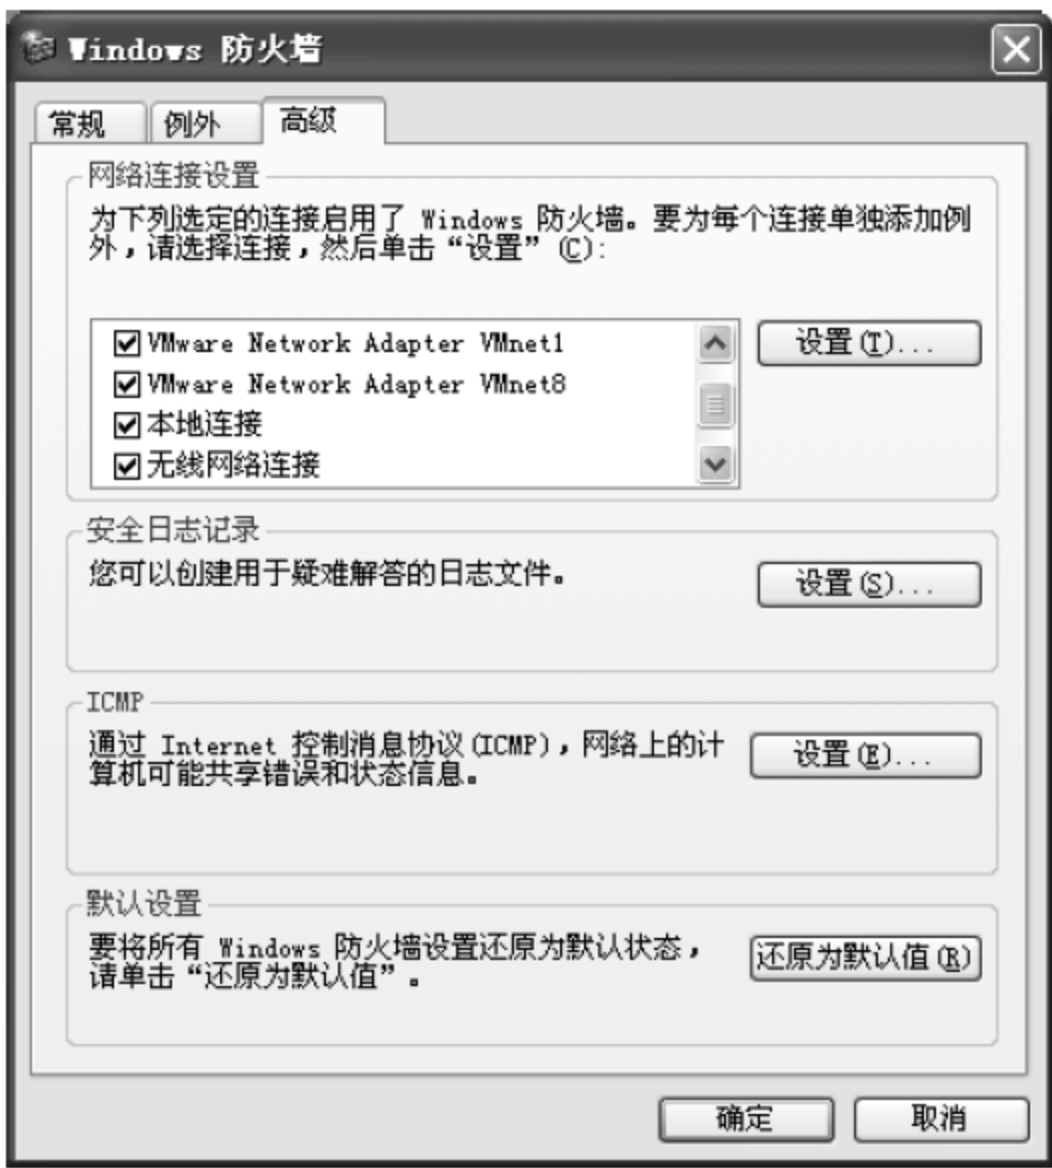 Windows 防火墙
常规 例外 高级
网络连接设置
为下列选定的连接启用了 Windows 防火墙。要为每个连接单独添加例
外，请选择连接，然后单击“设置”(C):
VMware Network Adapter VMnet1
设置(T)...
VMware Network Adapter VMnet8
本地连接
无线网络连接
安全日志记录
您可以创建用于疑难解答的日志文件。
设置(S)...
ICMP
通过 Internet 控制消息协议(ICMP)，网络上的计
算机可能共享错误和状态信息。
设置(E)...
默认设置
要将所有 Windows 防火墙设置还原为默认状态，
请单击“还原为默认值”。
还原为默认值(R)
确定 取消